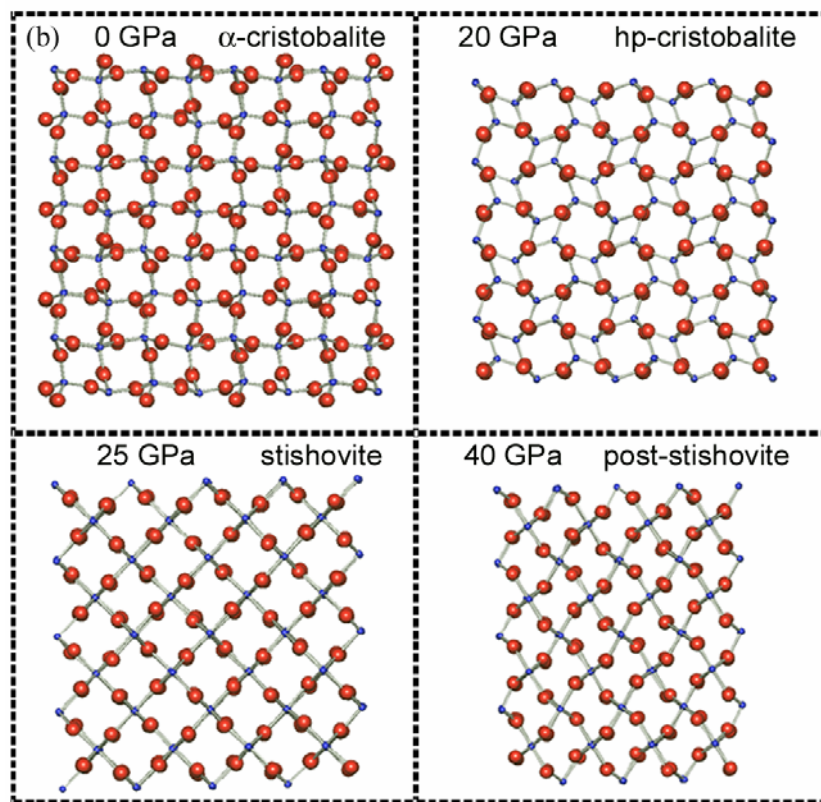 (b) 0 GPa α-cristobalite
20 GPa hp-cristobalite
25 GPa stishovite
40 GPa post-stishovite